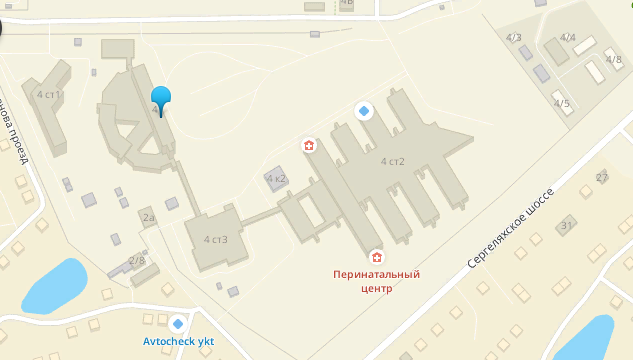 4Б
4/3
4/4
4/8
4/5
4 ст1
4 ст2
4 к2
27
2а
31
4 ст3
Сергеляхское шоссе
2/8
Перинатальный
центр
Avtocheck ykt